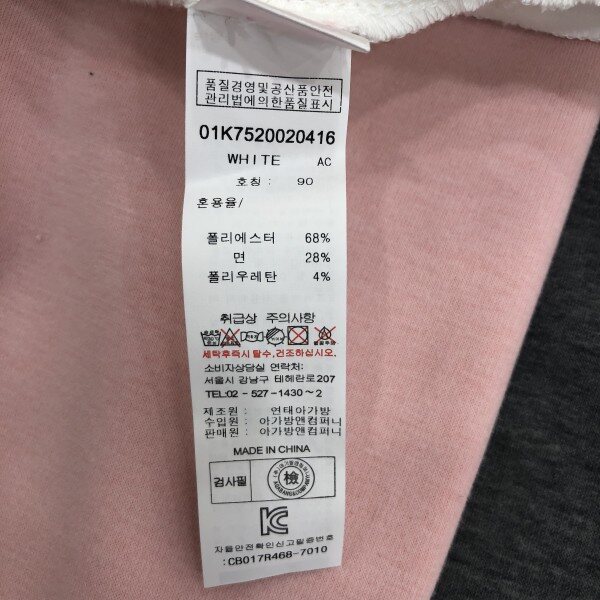 품질경영및공산품안전
관리법에의한품질표시
01K7520020416
WHITE AC
호칭 : 90
혼용율/
폴리에스터 68%
면 28%
폴리우레탄 4%
취급상 주의사항
세탁후즉시 탈수,건조하십시오.
소비자상담실 연락처:
서울시 강남구 테헤란로207
TEL:02 - 527 -1430～2
제조원 : 연태아가방
수입원 : 아가방앤컴퍼니
판매원 : 아가방앤컴퍼니
MADE IN CHINA
검사필 檢
자율안전확인신고필증번호
:CB017R468-7010